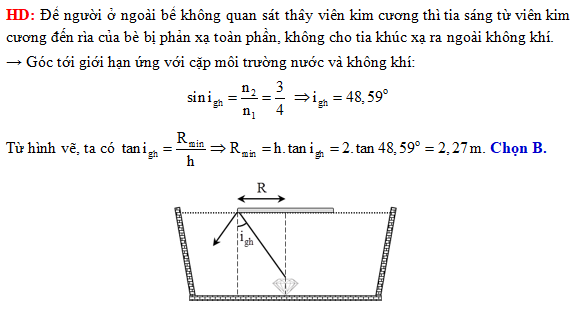 HD: Để người ở ngoài bể không quan sát thấy viên kim cương thì tia sáng từ viên kim
cương đến rìa của bè bị phản xạ toàn phần, không cho tia khúc xạ ra ngoài không khí.
→ Góc tới giới hạn ứng với cặp môi trường nước và không khí:
sin i_gh = n₂/n₁ = 3/4 ⇒ i_gh = 48,59°
Từ hình vẽ, ta có tan i_gh = R_min/h ⇒ R_min = h.tan i_gh = 2.tan 48,59° = 2,27m. Chọn B.
R
i_gh